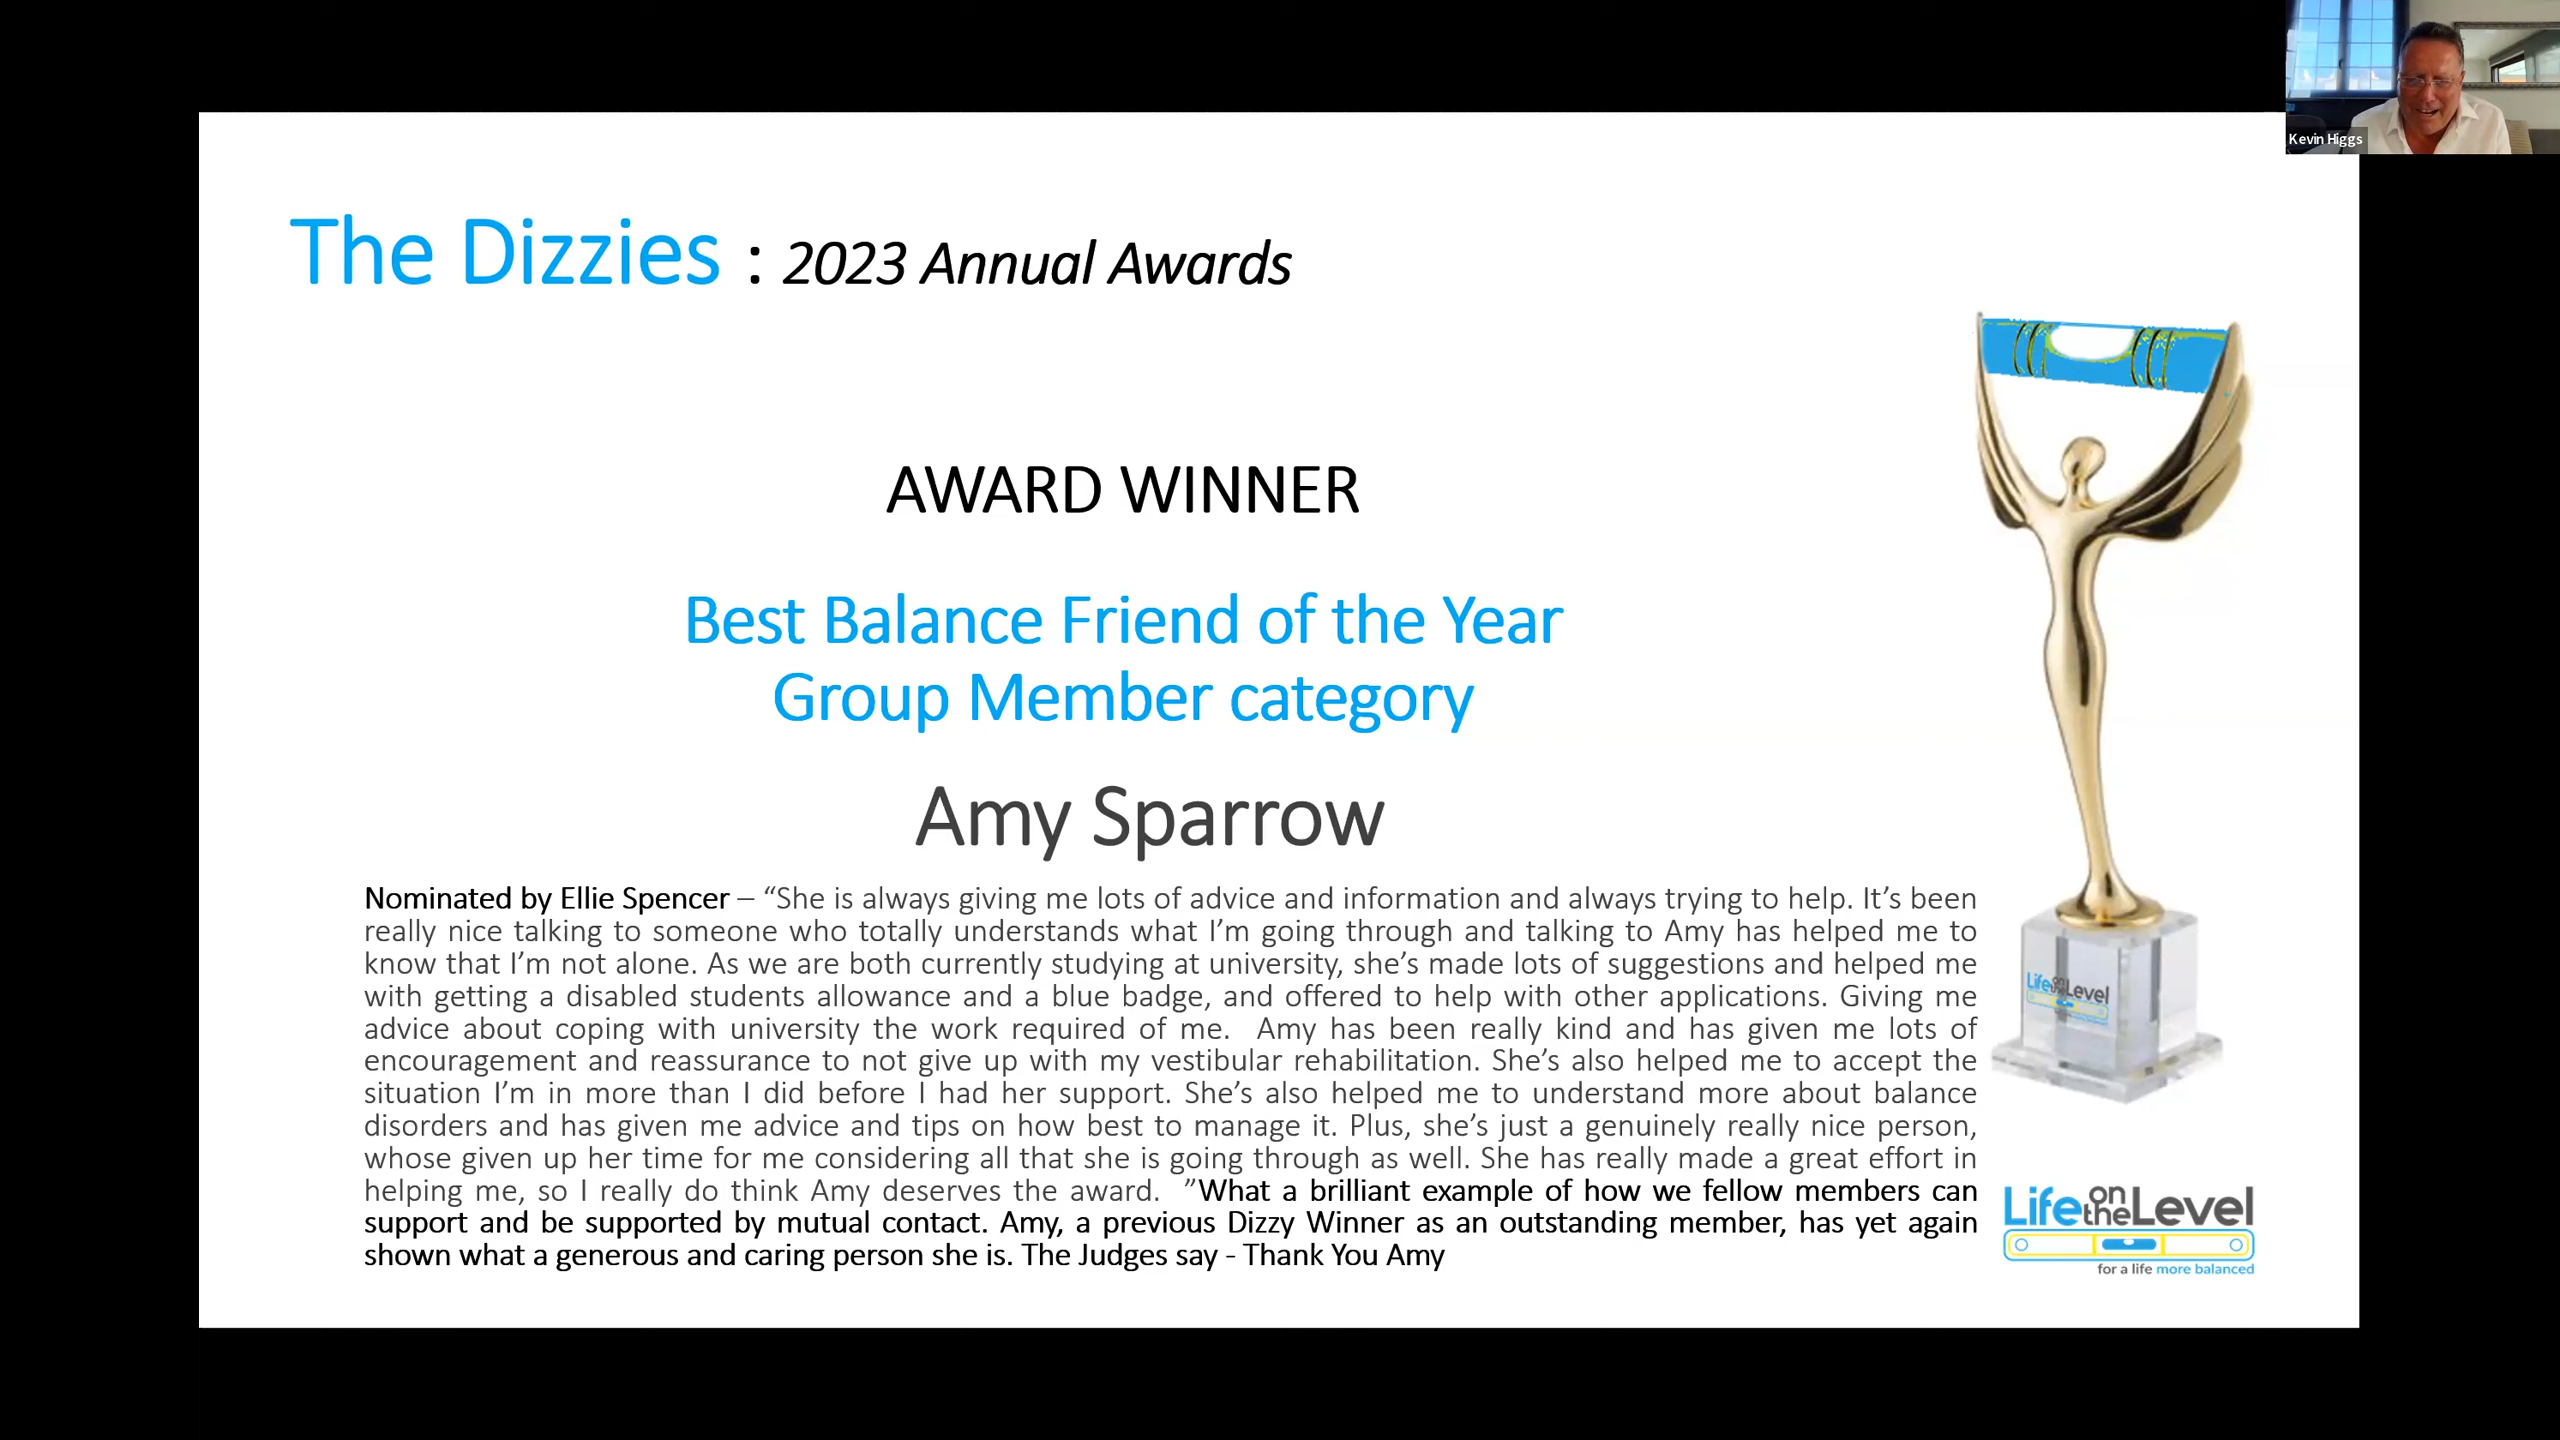 Kevin Higgs
The Dizzies : 2023 Annual Awards
AWARD WINNER
Best Balance Friend of the Year
Group Member category
Amy Sparrow
Nominated by Ellie Spencer – “She is always giving me lots of advice and information and always trying to help. It’s been
really nice talking to someone who totally understands what I’m going through and talking to Amy has helped me to
know that I’m not alone. As we are both currently studying at university, she’s made lots of suggestions and helped me
with getting a disabled students allowance and a blue badge, and offered to help with other applications. Giving me
advice about coping with university the work required of me.  Amy has been really kind and has given me lots of
encouragement and reassurance to not give up with my vestibular rehabilitation. She’s also helped me to accept the
situation I’m in more than I did before I had her support. She’s also helped me to understand more about balance
disorders and has given me advice and tips on how best to manage it. Plus, she’s just a genuinely really nice person,
whose given up her time for me considering all that she is going through as well. She has really made a great effort in
helping me, so I really do think Amy deserves the award.  ”What a brilliant example of how we fellow members can
support and be supported by mutual contact. Amy, a previous Dizzy Winner as an outstanding member, has yet again
shown what a generous and caring person she is. The Judges say - Thank You Amy
Life on the Level
Life on the Level
for a life more balanced